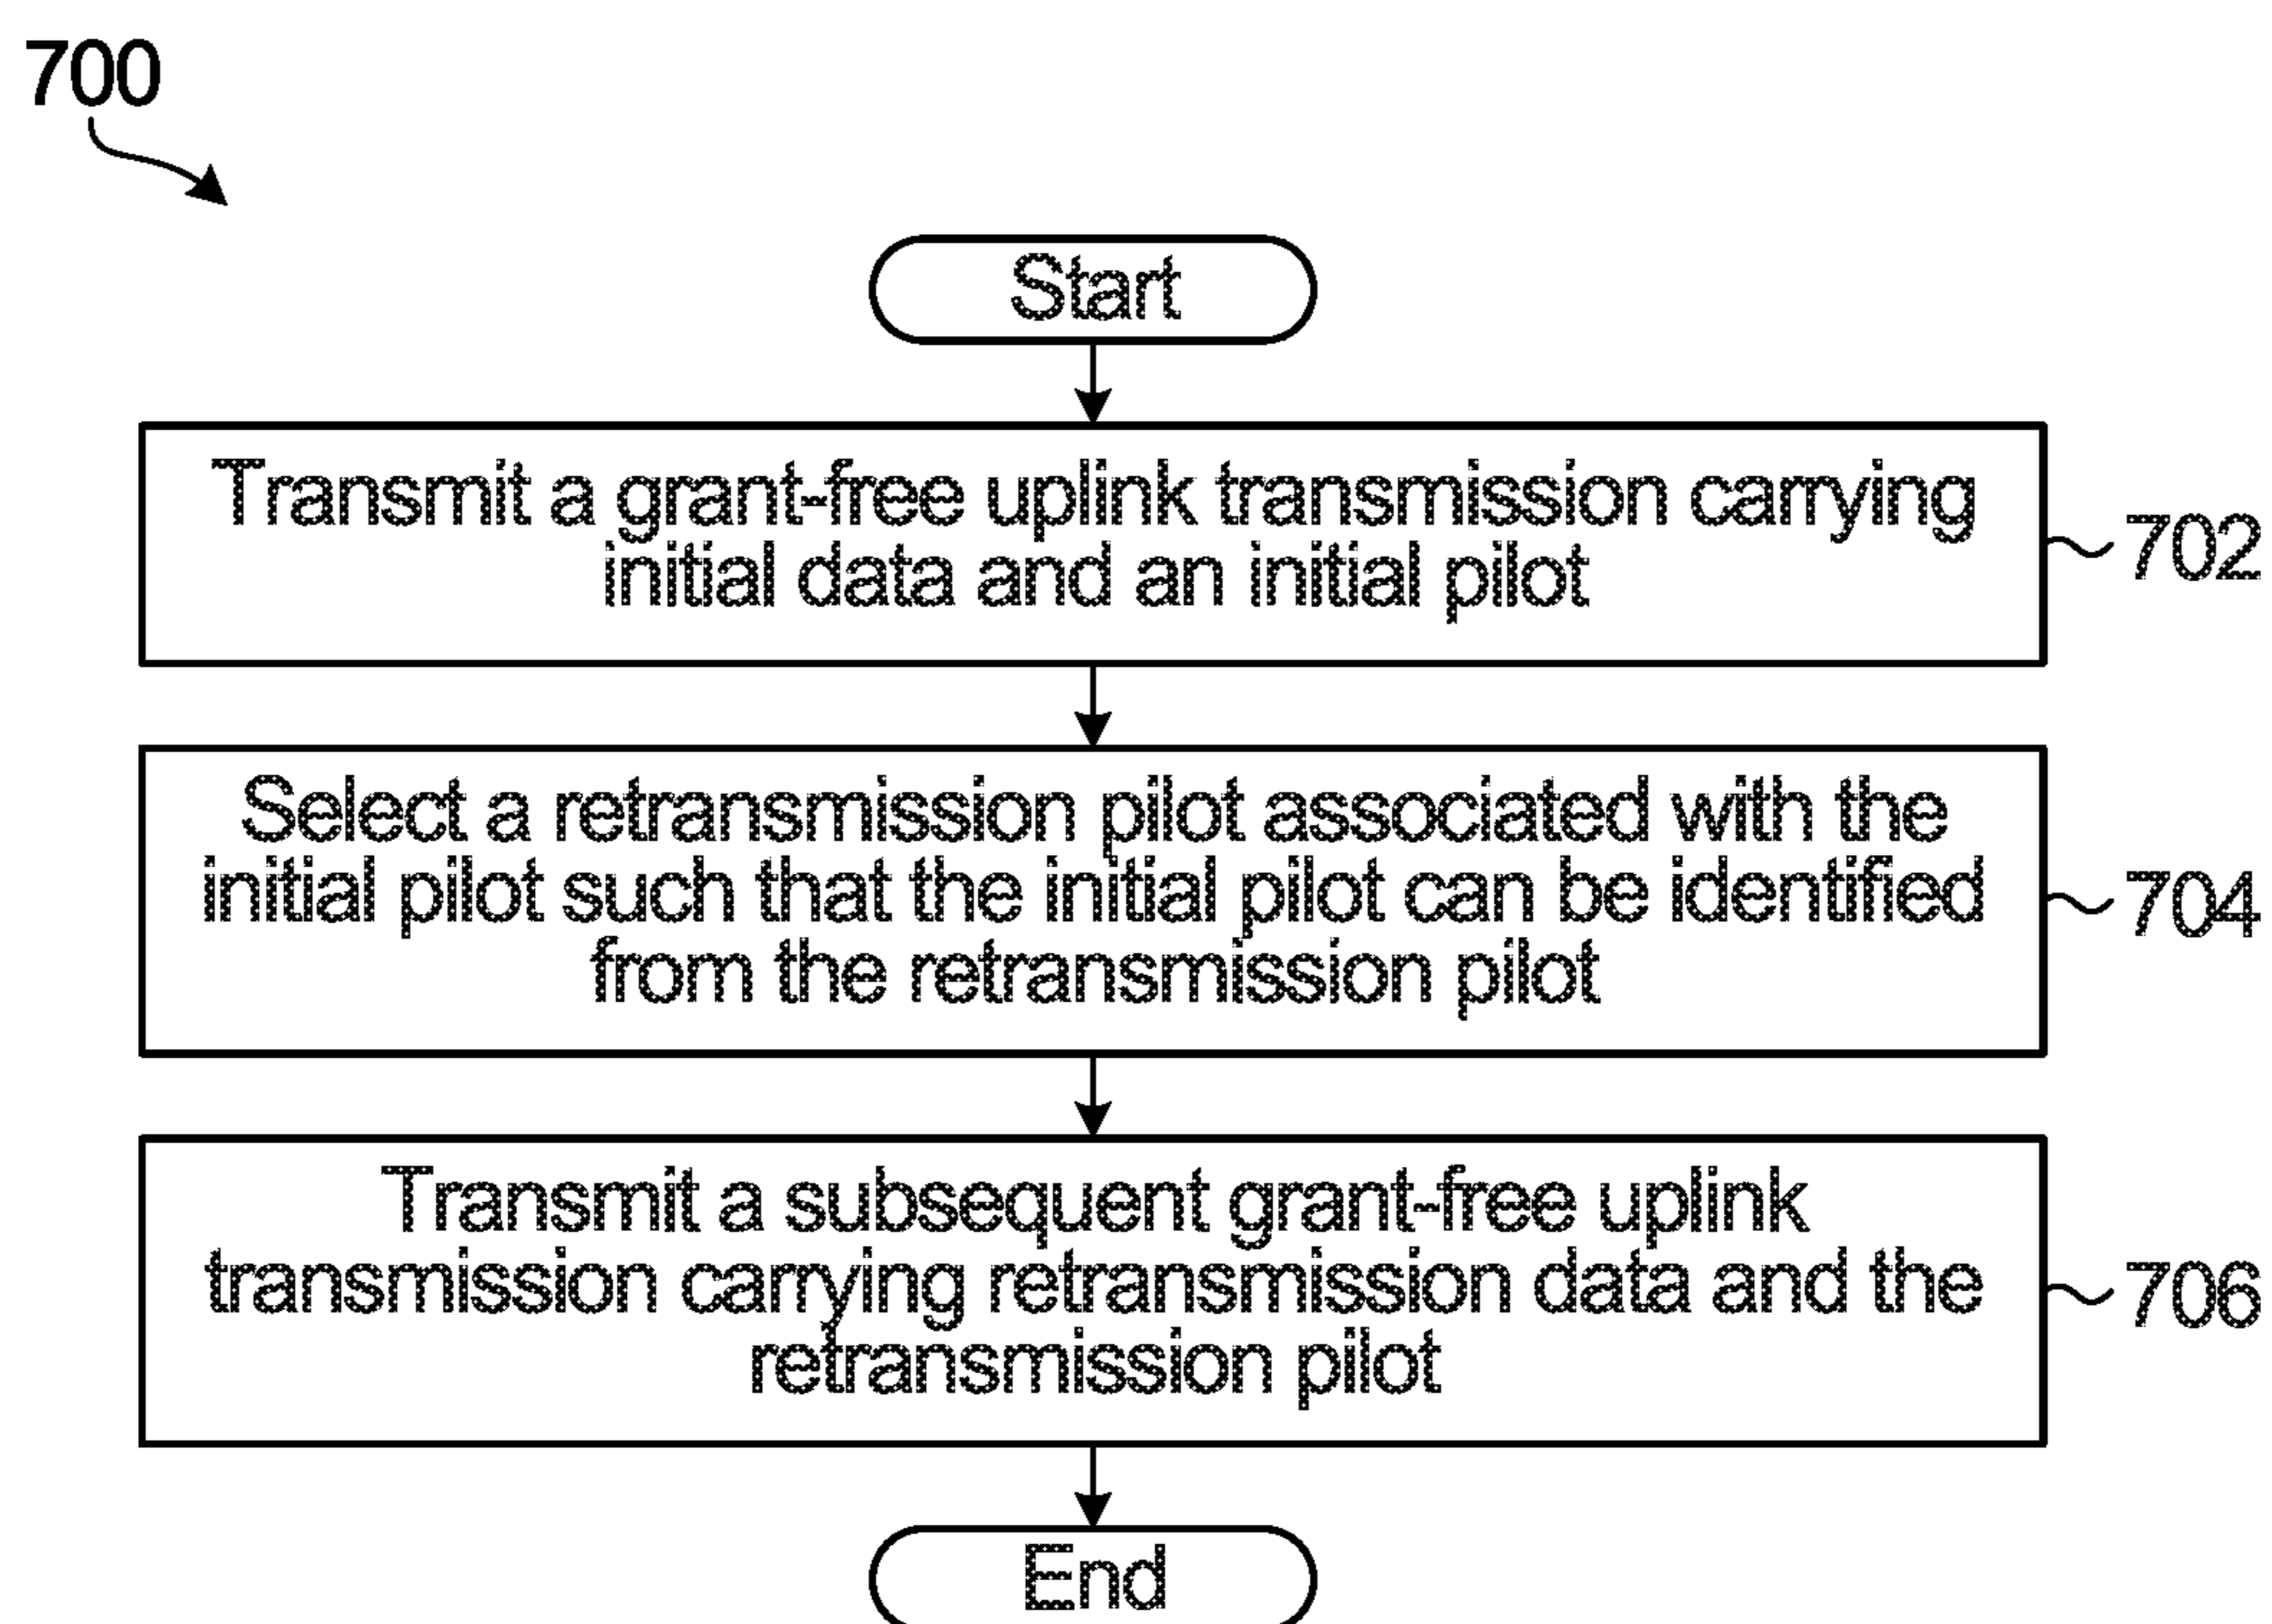 700
Start
Transmit a grant-free uplink transmission carrying
initial data and an initial pilot
702
Select a retransmission pilot associated with the
initial pilot such that the initial pilot can be identified
from the retransmission pilot
704
Transmit a subsequent grant-free uplink
transmission carrying retransmission data and the
retransmission pilot
706
End